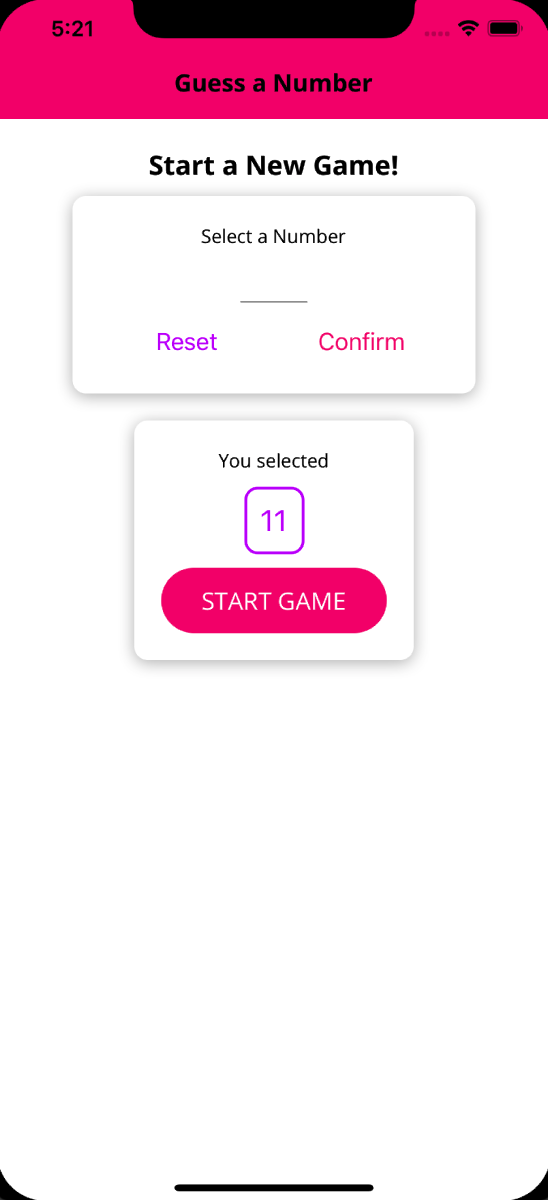 5:21
Guess a Number
Start a New Game!
Select a Number
Reset Confirm
You selected
11
START GAME